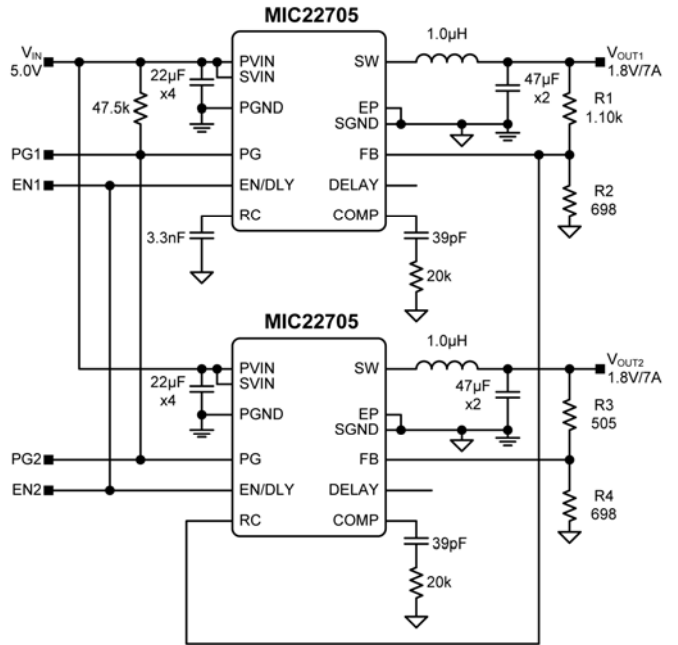 MIC22705
VIN
5.0V
47.5k
22µF
x4
PVIN
SVIN
PGND
PG
EN/DLY
RC
SW
EP
SGND
FB
DELAY
COMP
1.0µH
47µF
x2
VOUT1
1.8V/7A
R1
1.10k
R2
698
PG1
EN1
3.3nF
39pF
20k
MIC22705
22µF
x4
PVIN
SVIN
PGND
PG
EN/DLY
RC
SW
EP
SGND
FB
DELAY
COMP
1.0µH
47µF
x2
VOUT2
1.8V/7A
R3
505
R4
698
PG2
EN2
39pF
20k